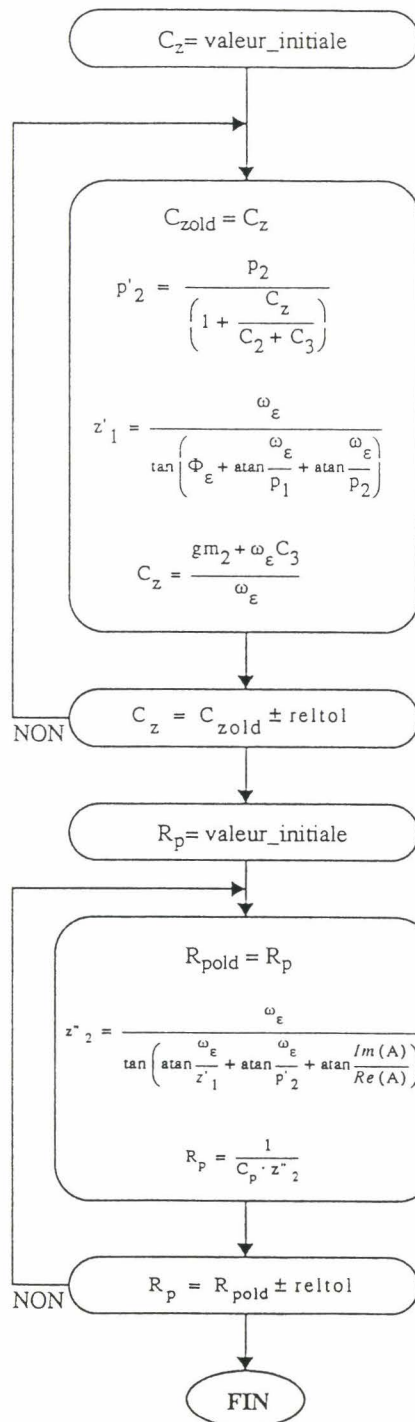 C_z= valeur_initiale
C_zold = C_z
p'_2 = p_2 / (1 + C_z / (C_2 + C_3))
z'_1 = ω_ε / tan (Φ_ε + atan ω_ε / p_1 + atan ω_ε / p_2)
C_z = (gm_2 + ω_ε C_3) / ω_ε
C_z = C_zold ± reltol
NON
R_p= valeur_initiale
R_pold = R_p
z"_2 = ω_ε / tan (atan ω_ε / z'_1 + atan ω_ε / p'_2 + atan Im(A) / Re(A))
R_p = 1 / (C_p · z"_2)
R_p = R_pold ± reltol
NON
FIN